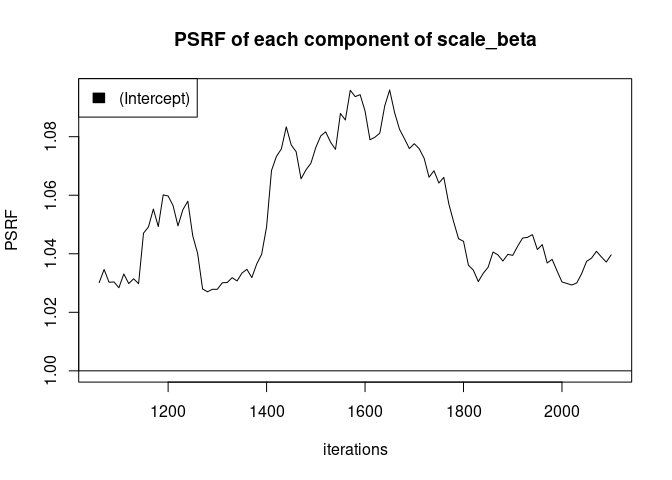 PSRF of each component of scale_beta
(Intercept)
PSRF
1.08
1.06
1.04
1.02
1.00
1200 1400 1600 1800 2000
iterations